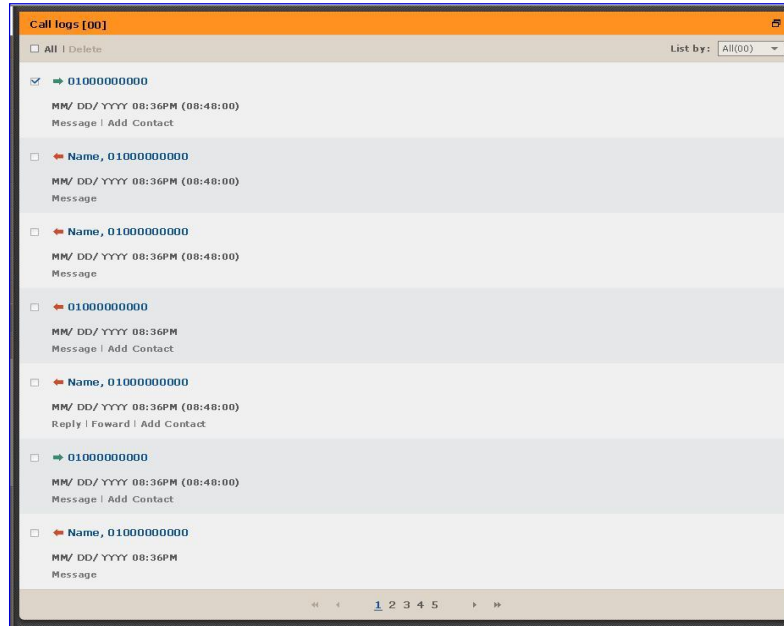 Call logs [00]
All | Delete List by: All(00)
01000000000
MM/ DD/ YYYY 08:36PM (08:48:00)
Message | Add Contact
Name, 01000000000
MM/ DD/ YYYY 08:36PM (08:48:00)
Message
Name, 01000000000
MM/ DD/ YYYY 08:36PM (08:48:00)
Message
01000000000
MM/ DD/ YYYY 08:36PM
Message | Add Contact
Name, 01000000000
MM/ DD/ YYYY 08:36PM (08:48:00)
Reply | Foward | Add Contact
01000000000
MM/ DD/ YYYY 08:36PM (08:48:00)
Message | Add Contact
Name, 01000000000
MM/ DD/ YYYY 08:36PM
Message
1 2 3 4 5